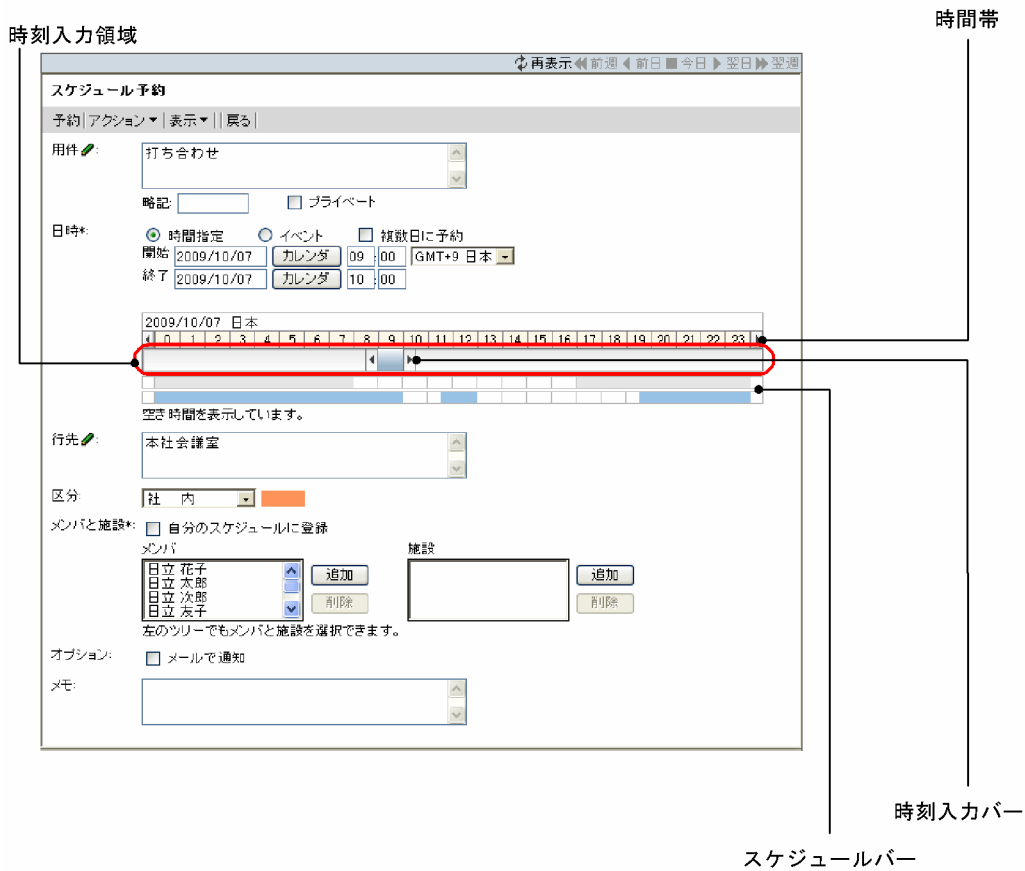 時間帯
時刻入力領域
再表示 前週 前日 今日 翌日 翌週
スケジュール予約
予約 アクション▼ 表示▼ 戻る
用件:
打ち合わせ
略記: プライベート
日時*: 時間指定 イベント 複数日に予約
開始 2009/10/07 カレンダ 09 : 00 GMT+9 日本
終了 2009/10/07 カレンダ 10 : 00
2009/10/07 日本
0 1 2 3 4 5 6 7 8 9 10 11 12 13 14 15 16 17 18 19 20 21 22 23
空き時間を表示しています。
行先:
本社会議室
区分: 社 内
メンバと施設*: 自分のスケジュールに登録
メンバ 施設
日立 花子
日立 太郎
日立 次郎
日立 友子
追加 追加
削除 削除
左のツリーでもメンバと施設を選択できます。
オプション: メールで通知
メモ:
時刻入力バー
スケジュールバー